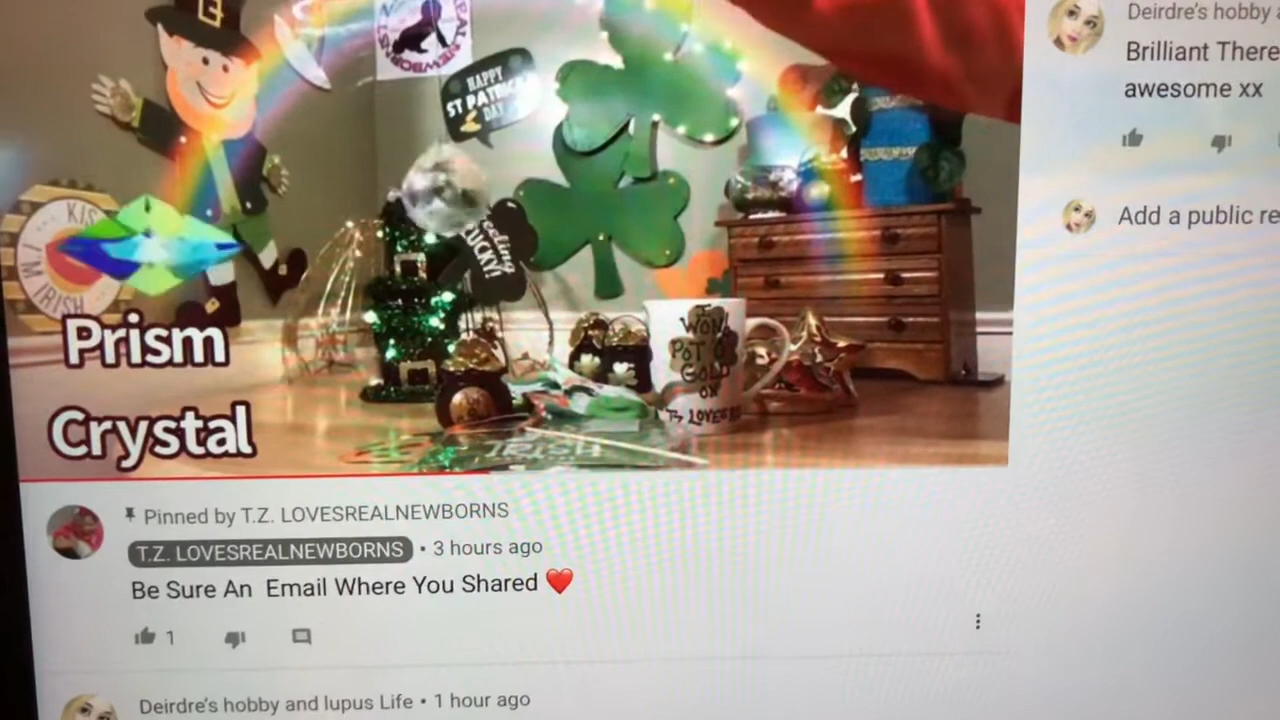 HAPPY
ST PATRICK'S
DAY
feeling
LUCKY!
KISS
I'M
IRISH
Prism
Crystal
I
WON
POT O
GOLD
ON
Pinned by T.Z. LOVESREALNEWBORNS
T.Z. LOVESREALNEWBORNS • 3 hours ago
Be Sure An  Email Where You Shared ❤️
1
Deirdre's hobby and lupus Life • 1 hour ago
Deirdre's hobby a
Brilliant There
awesome xx
Add a public re